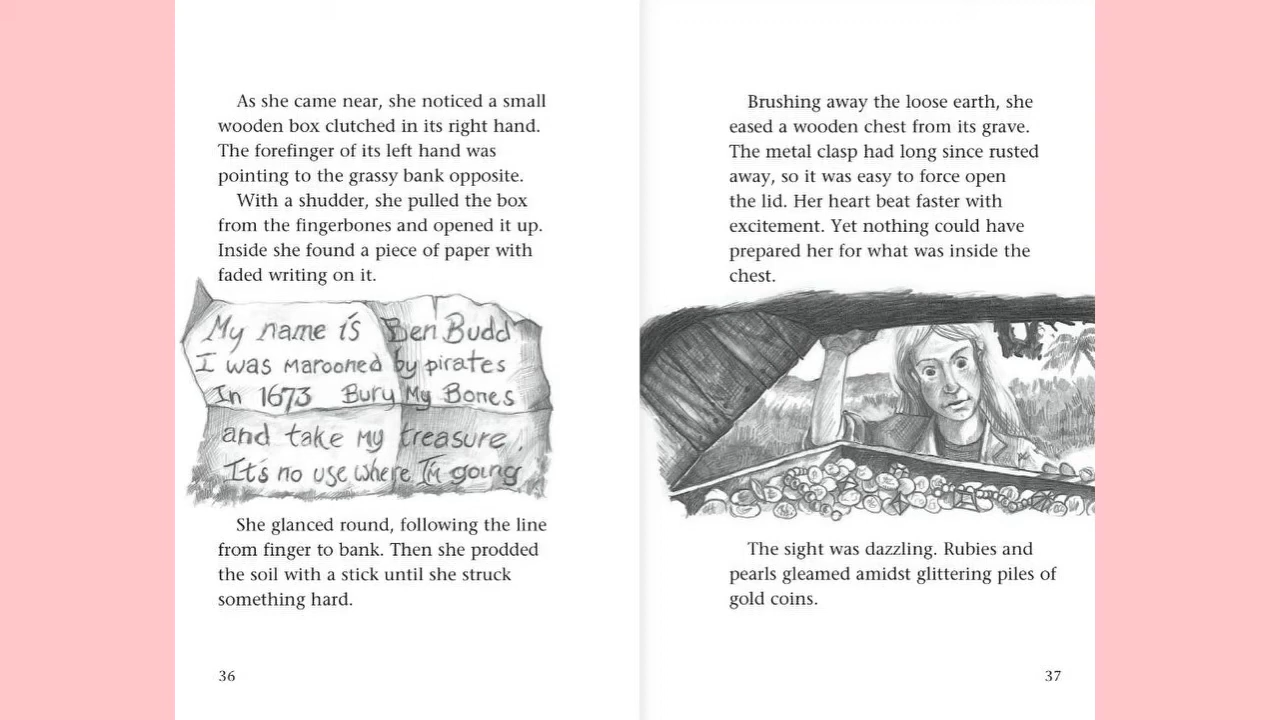 As she came near, she noticed a small
wooden box clutched in its right hand.
The forefinger of its left hand was
pointing to the grassy bank opposite.
With a shudder, she pulled the box
from the fingerbones and opened it up.
Inside she found a piece of paper with
faded writing on it.
My name is Ben Budd
I was marooned by pirates
In 1673 Bury My Bones
and take my treasure.
It's no use where I'm going
She glanced round, following the line
from finger to bank. Then she prodded
the soil with a stick until she struck
something hard.
36
Brushing away the loose earth, she
eased a wooden chest from its grave.
The metal clasp had long since rusted
away, so it was easy to force open
the lid. Her heart beat faster with
excitement. Yet nothing could have
prepared her for what was inside the
chest.
The sight was dazzling. Rubies and
pearls gleamed amidst glittering piles of
gold coins.
37